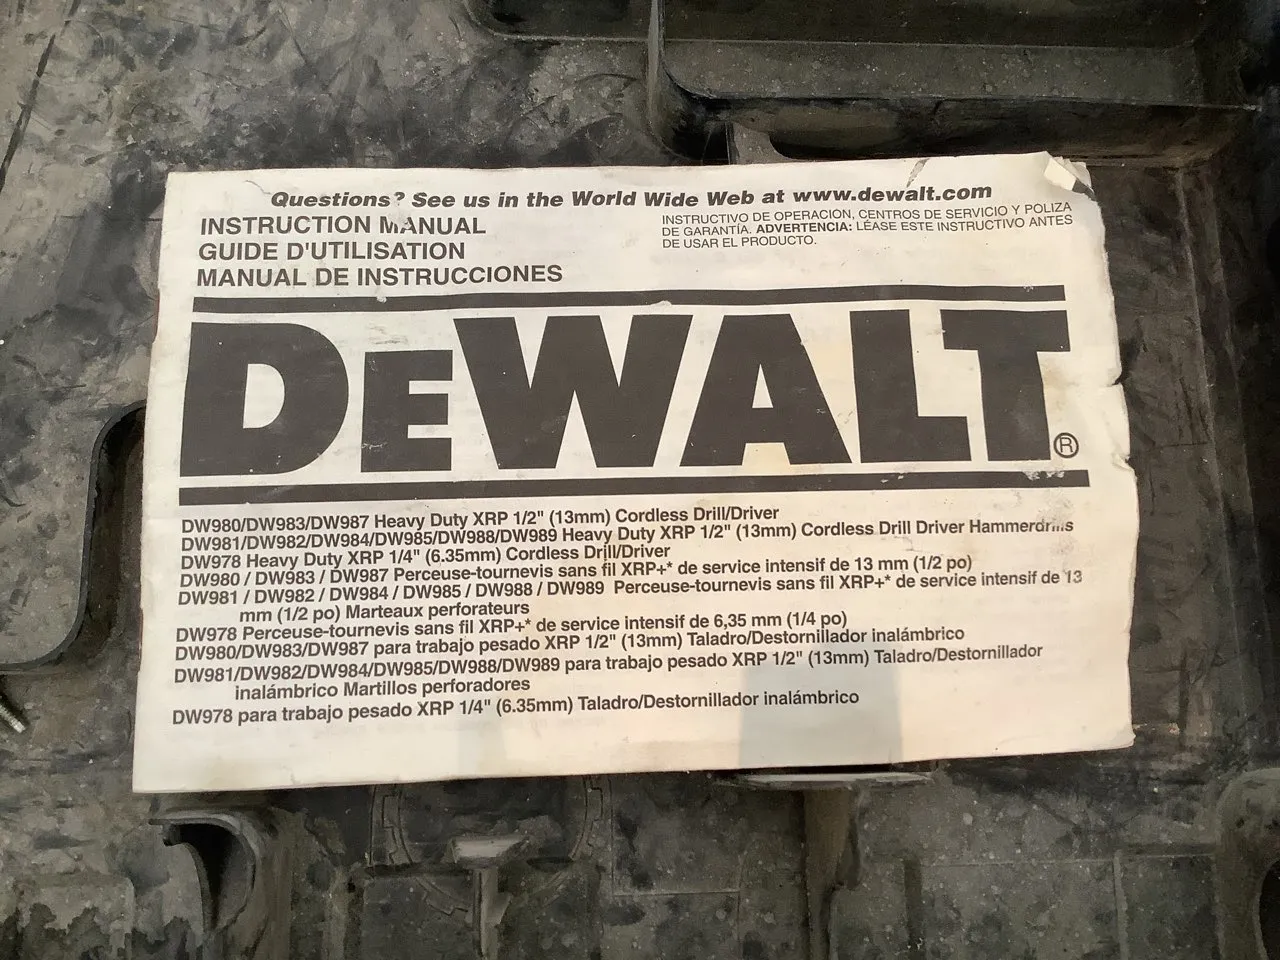 Questions? See us in the World Wide Web at www.dewalt.com
INSTRUCTION MANUAL
GUIDE D'UTILISATION
MANUAL DE INSTRUCCIONES
INSTRUCTIVO DE OPERACION, CENTROS DE SERVICIO Y POLIZA
DE GARANTÍA. ADVERTENCIA: LÉASE ESTE INSTRUCTIVO ANTES
DE USAR EL PRODUCTO.
DEWALT®
DW980/DW983/DW987 Heavy Duty XRP 1/2" (13mm) Cordless Drill/Driver
DW981/DW982/DW984/DW985/DW988/DW989 Heavy Duty XRP 1/2" (13mm) Cordless Drill Driver Hammerdrills
DW978 Heavy Duty XRP 1/4" (6.35mm) Cordless Drill/Driver
DW980 / DW983 / DW987 Perceuse-tournevis sans fil XRP+* de service intensif de 13 mm (1/2 po)
DW981 / DW982 / DW984 / DW985 / DW988 / DW989 Perceuse-tournevis sans fil XRP+* de service intensif de 13
mm (1/2 po) Marteaux perforateurs
DW978 Perceuse-tournevis sans fil XRP+* de service intensif de 6,35 mm (1/4 po)
DW980/DW983/DW987 para trabajo pesado XRP 1/2" (13mm) Taladro/Destornillador inalámbrico
DW981/DW982/DW984/DW985/DW988/DW989 para trabajo pesado XRP 1/2" (13mm) Taladro/Destornillador
inalámbrico Martillos perforadores
DW978 para trabajo pesado XRP 1/4" (6.35mm) Taladro/Destornillador inalámbrico